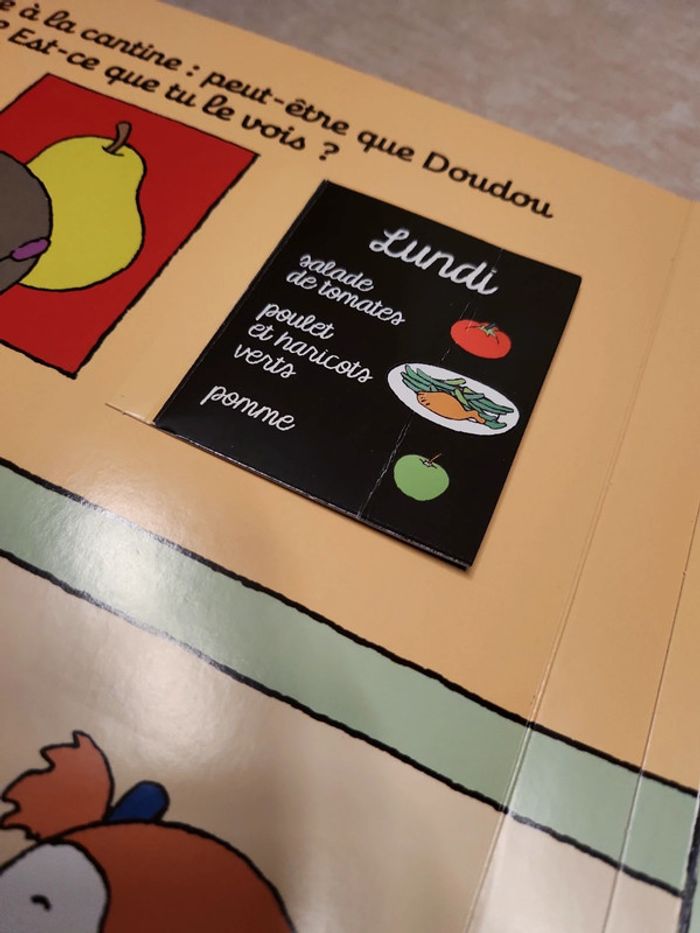 à la cantine : peut-être que Doudou
? Est-ce que tu le vois ?
Lundi
salade
de tomates
poulet
et haricots
verts
pomme